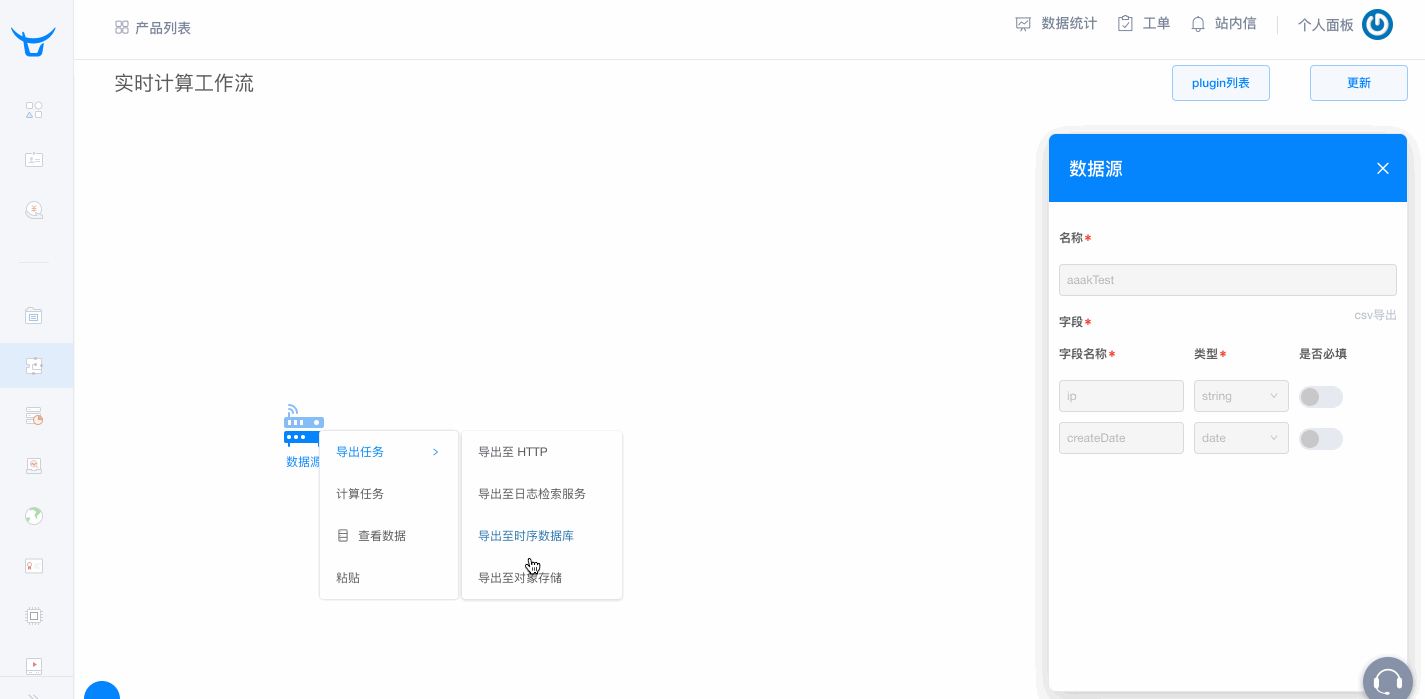 产品列表
数据统计
工单
站内信
个人面板
实时计算工作流
plugin列表
更新
数据源
名称*
aaakTest
csv导出
字段*
字段名称* 类型* 是否必填
ip string
createDate date
数据源
导出任务
计算任务
查看数据
粘贴
导出至 HTTP
导出至日志检索服务
导出至时序数据库
导出至对象存储